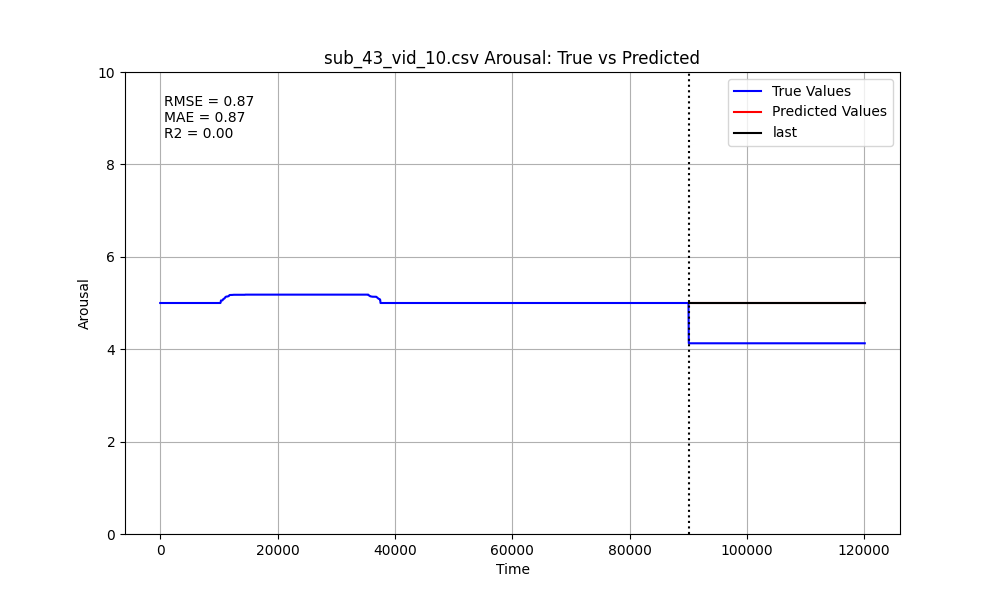 sub_43_vid_10.csv Arousal: True vs Predicted
RMSE = 0.87
MAE = 0.87
R2 = 0.00
True Values
Predicted Values
last
Arousal
10
8
6
4
2
0
0
20000
40000
60000
80000
100000
120000
Time